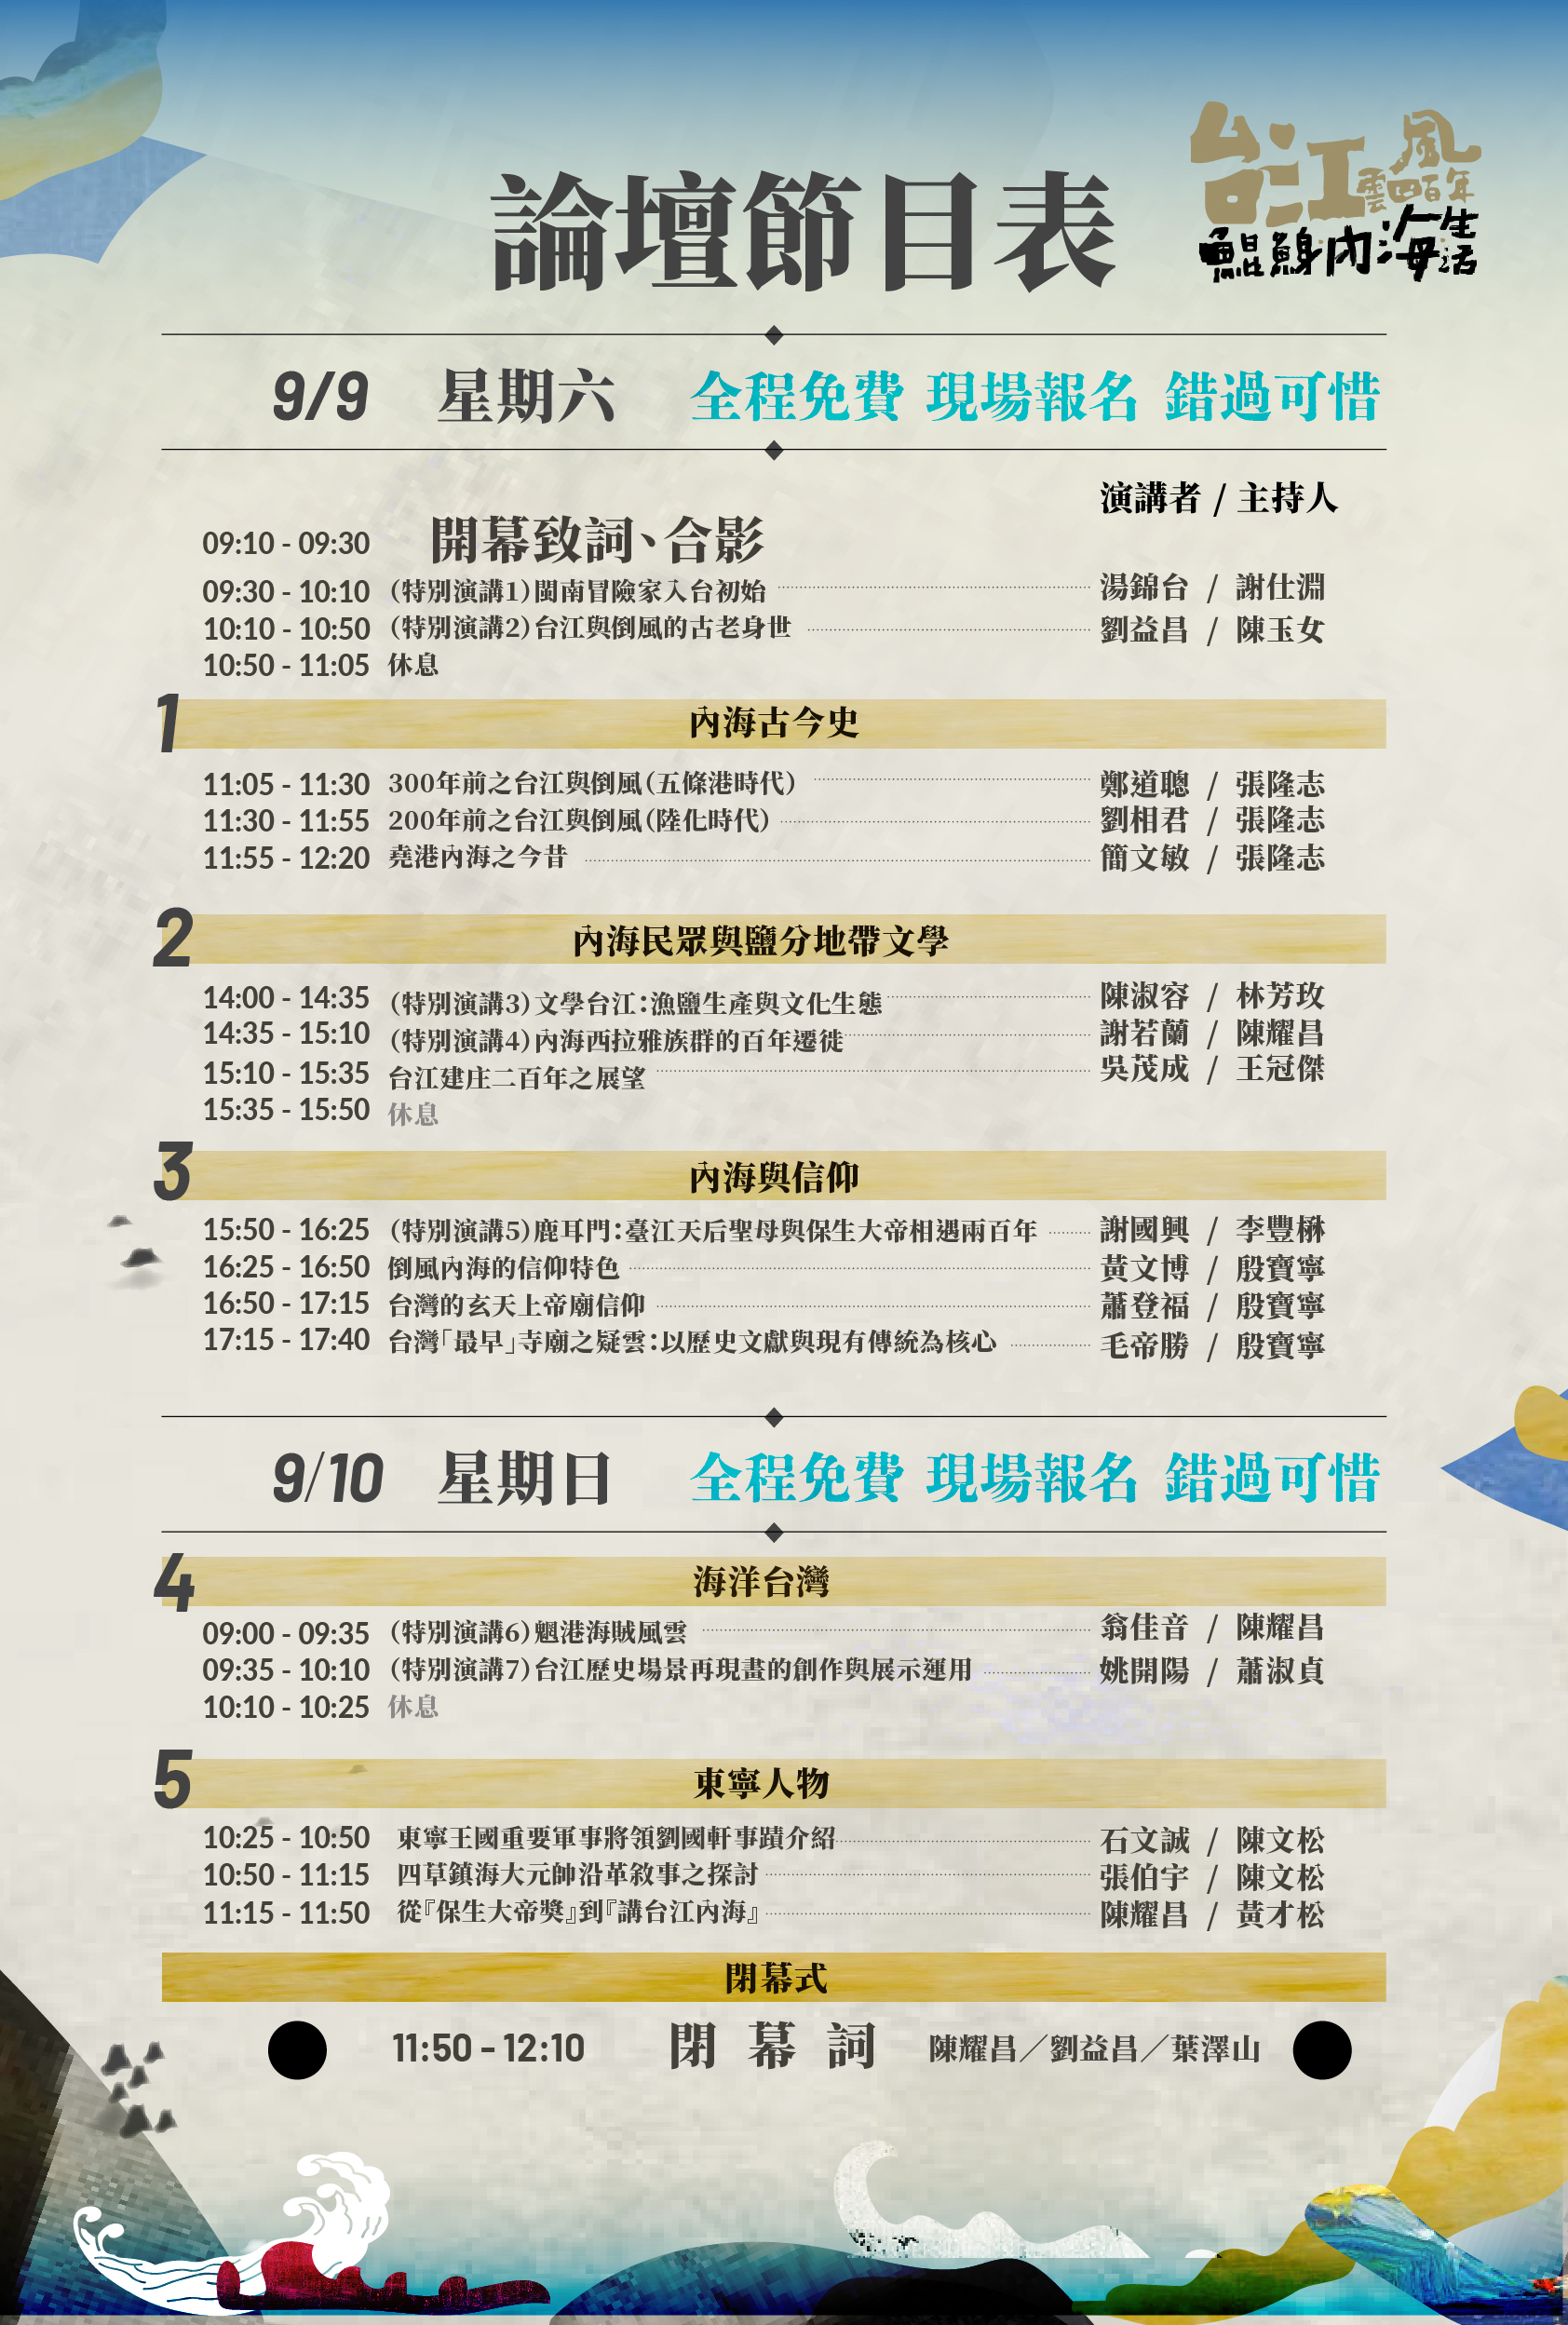 論壇節目表
台江風雲四百年
鯤鯓內海生活
9/9 星期六 全程免費 現場報名 錯過可惜
演講者 / 主持人
09:10 - 09:30 開幕致詞、合影
09:30 - 10:10 （特別演講1）閩南冒險家入台初始 湯錦台 / 謝仕淵
10:10 - 10:50 （特別演講2）台江與倒風的古老身世 劉益昌 / 陳玉女
10:50 - 11:05 休息
1 內海古今史
11:05 - 11:30 300年前之台江與倒風（五條港時代） 鄭道聰 / 張隆志
11:30 - 11:55 200年前之台江與倒風（陸化時代） 劉相君 / 張隆志
11:55 - 12:20 堯港內海之今昔 簡文敏 / 張隆志
2 內海民眾與鹽分地帶文學
14:00 - 14:35 （特別演講3）文學台江：漁鹽生產與文化生態 陳淑容 / 林芳玫
14:35 - 15:10 （特別演講4）內海西拉雅族群的百年遷徙 謝若蘭 / 陳耀昌
15:10 - 15:35 台江建庄二百年之展望 吳茂成 / 王冠傑
15:35 - 15:50 休息
3 內海與信仰
15:50 - 16:25 （特別演講5）鹿耳門：臺江天后聖母與保生大帝相遇兩百年 謝國興 / 李豐楙
16:25 - 16:50 倒風內海的信仰特色 黃文博 / 殷寶寧
16:50 - 17:15 台灣的玄天上帝廟信仰 蕭登福 / 殷寶寧
17:15 - 17:40 台灣「最早」寺廟之疑雲：以歷史文獻與現有傳統為核心 毛帝勝 / 殷寶寧
9/10 星期日 全程免費 現場報名 錯過可惜
4 海洋台灣
09:00 - 09:35 （特別演講6）魍港海賊風雲 翁佳音 / 陳耀昌
09:35 - 10:10 （特別演講7）台江歷史場景再現畫的創作與展示運用 姚開陽 / 蕭淑貞
10:10 - 10:25 休息
5 東寧人物
10:25 - 10:50 東寧王國重要軍事將領劉國軒事蹟介紹 石文誠 / 陳文松
10:50 - 11:15 四草鎮海大元帥沿革敘事之探討 張伯宇 / 陳文松
11:15 - 11:50 從『保生大帝獎』到『講台江內海』 陳耀昌 / 黃才松
閉幕式
11:50 - 12:10 閉幕詞 陳耀昌／劉益昌／葉澤山